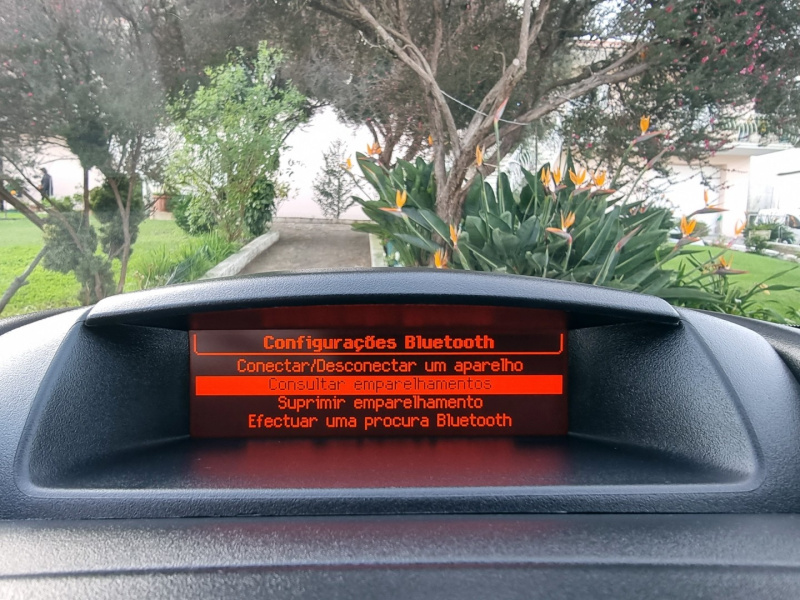 Configurações Bluetooth
Conectar/Desconectar um aparelho
Consultar emparelhamentos
Suprimir emparelhamento
Efectuar uma procura Bluetooth